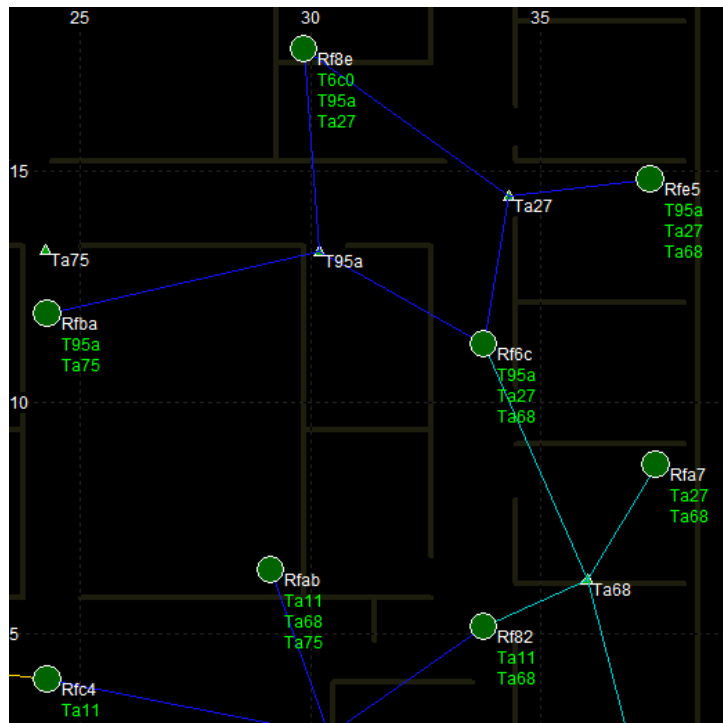 25 30 35
Rf8e
T6c0
T95a
Ta27
15
Rfe5
T95a
Ta27
Ta68
Ta27
Ta75
T95a
Rfba
T95a
Ta75
Rf6c
T95a
Ta27
Ta68
10
Rfa7
Ta27
Ta68
Rfab
Ta11
Ta68
Ta75
Ta68
5
Rf82
Ta11
Ta68
Rfc4
Ta11